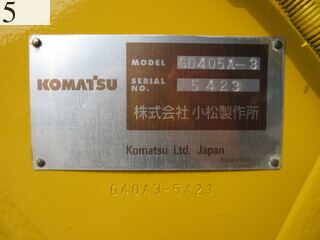 5
MODEL GD405A-3
KOMATSU
SERIAL NO. 5423
株式会社 小松製作所
Komatsu Ltd. Japan
G40A3-5423